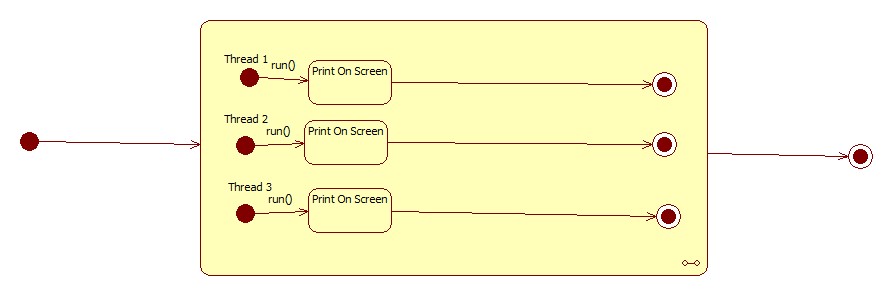 Thread 1
run()
Print On Screen
Thread 2
run()
Print On Screen
Thread 3
run()
Print On Screen